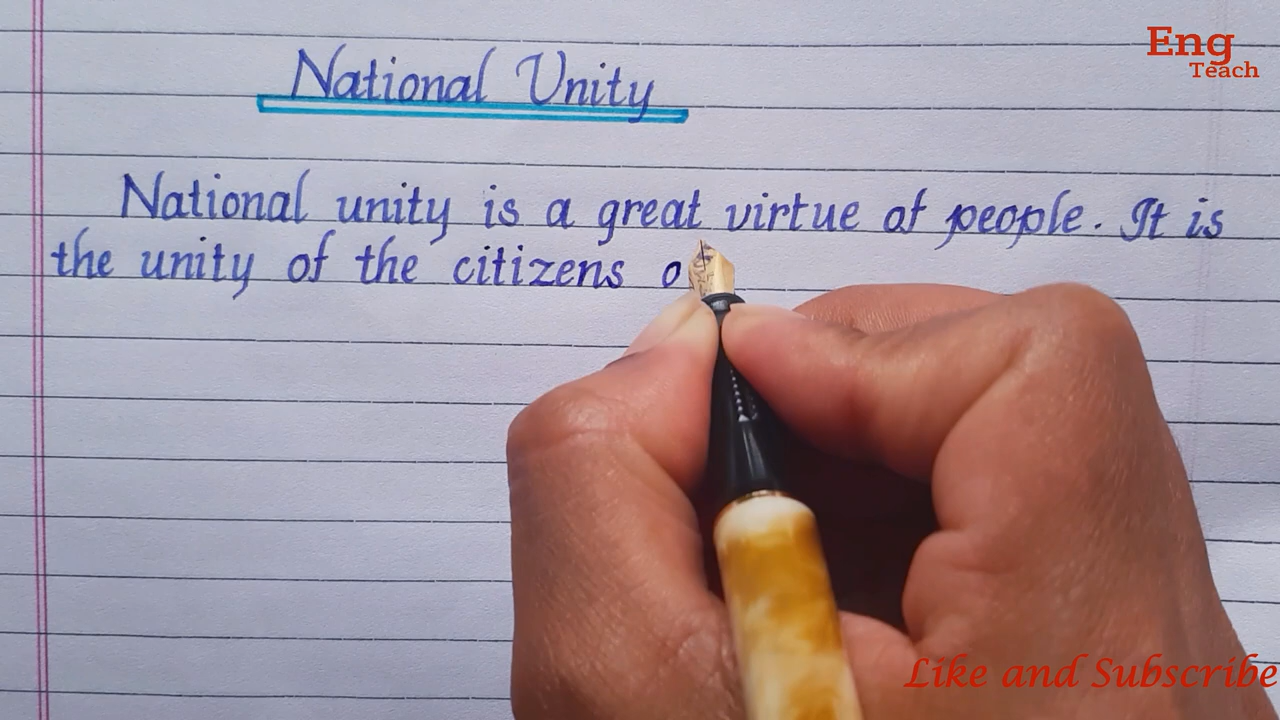 Eng
Teach
National Unity
National unity is a great virtue of people. It is
the unity of the citizens o
Like and Subscribe